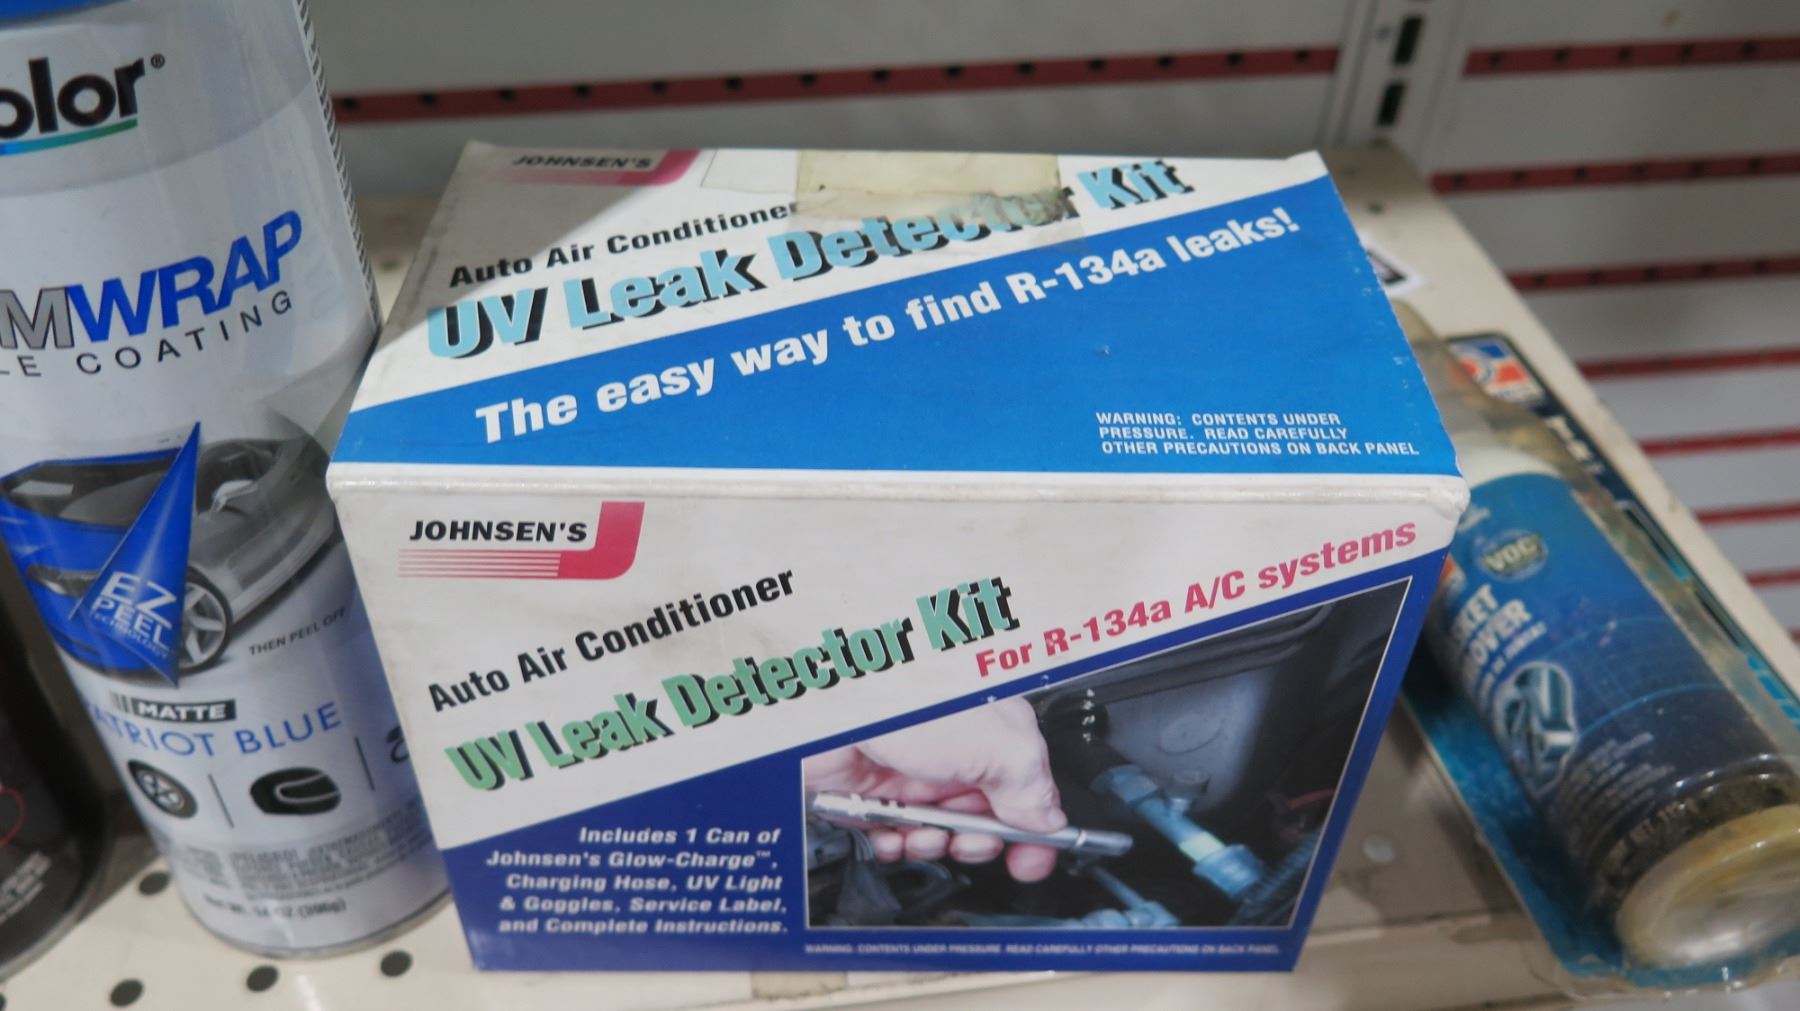 olor®
MWRAP
LE COATING
EZ
PEEL
TECHNOLOGY
THEN PEEL OFF
MATTE
ATRIOT BLUE
JOHNSEN'S
Auto Air Conditioner
UV Leak Detector Kit
The easy way to find R-134a leaks!
WARNING: CONTENTS UNDER
PRESSURE. READ CAREFULLY
OTHER PRECAUTIONS ON BACK PANEL
JOHNSEN'S
Auto Air Conditioner
UV Leak Detector Kit
For R-134a A/C systems
Includes 1 Can of
Johnsen's Glow-Charge™,
Charging Hose, UV Light
& Goggles, Service Label,
and Complete Instructions.
WARNING: CONTENTS UNDER PRESSURE. READ CAREFULLY OTHER PRECAUTIONS ON BACK PANEL
VOC
KET
OVER